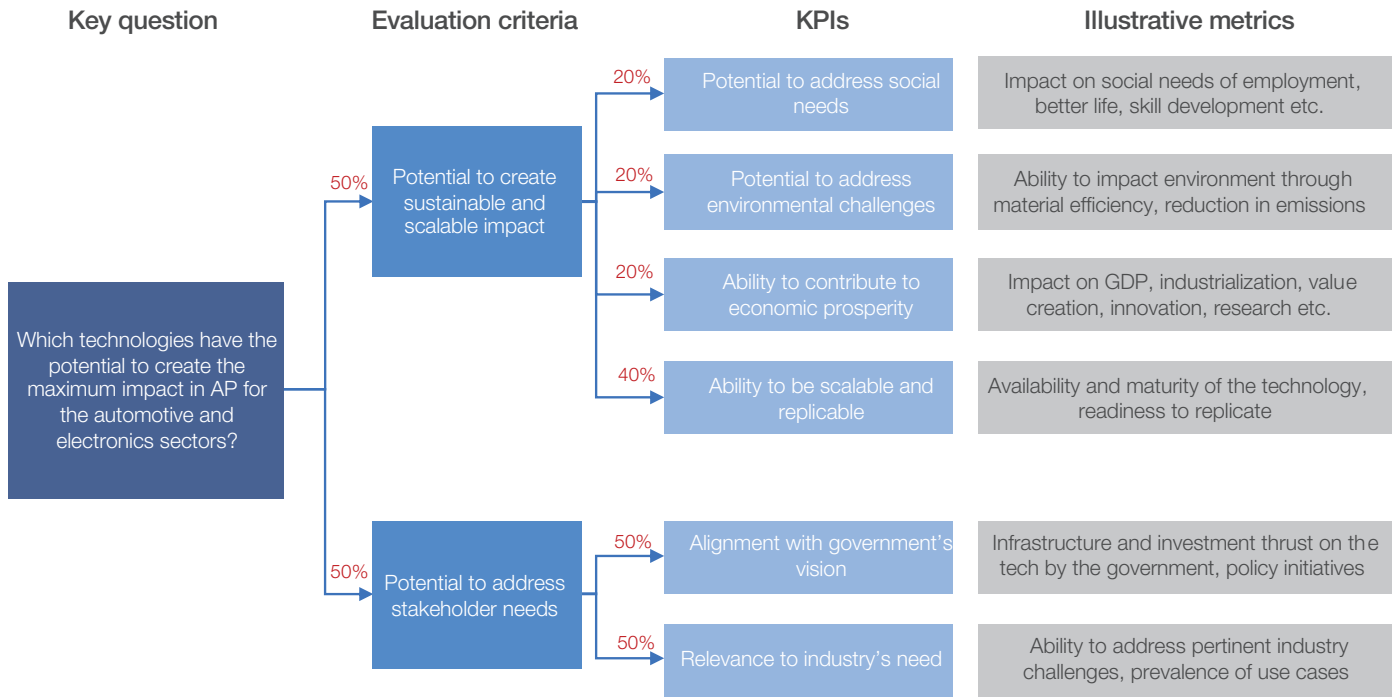 Key question
Evaluation criteria
KPIs
Illustrative metrics
Which technologies have the
potential to create the
maximum impact in AP for
the automotive and
electronics sectors?
50%
Potential to create
sustainable and
scalable impact
20%
Potential to address social
needs
Impact on social needs of employment,
better life, skill development etc.
20%
Potential to address
environmental challenges
Ability to impact environment through
material efficiency, reduction in emissions
20%
Ability to contribute to
economic prosperity
Impact on GDP, industrialization, value
creation, innovation, research etc.
40%
Ability to be scalable and
replicable
Availability and maturity of the technology,
readiness to replicate
50%
Potential to address
stakeholder needs
50%
Alignment with government's
vision
Infrastructure and investment thrust on the
tech by the government, policy initiatives
50%
Relevance to industry's need
Ability to address pertinent industry
challenges, prevalence of use cases